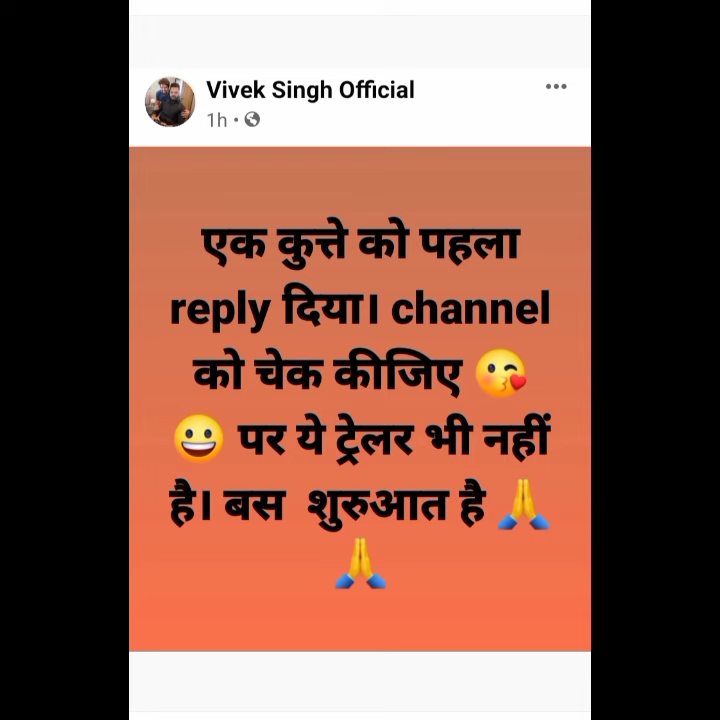 Vivek Singh Official
1h •
एक कुत्ते को पहला
reply दिया। channel
को चेक कीजिए 😘
😀 पर ये ट्रेलर भी नहीं
है। बस शुरुआत है 🙏
🙏